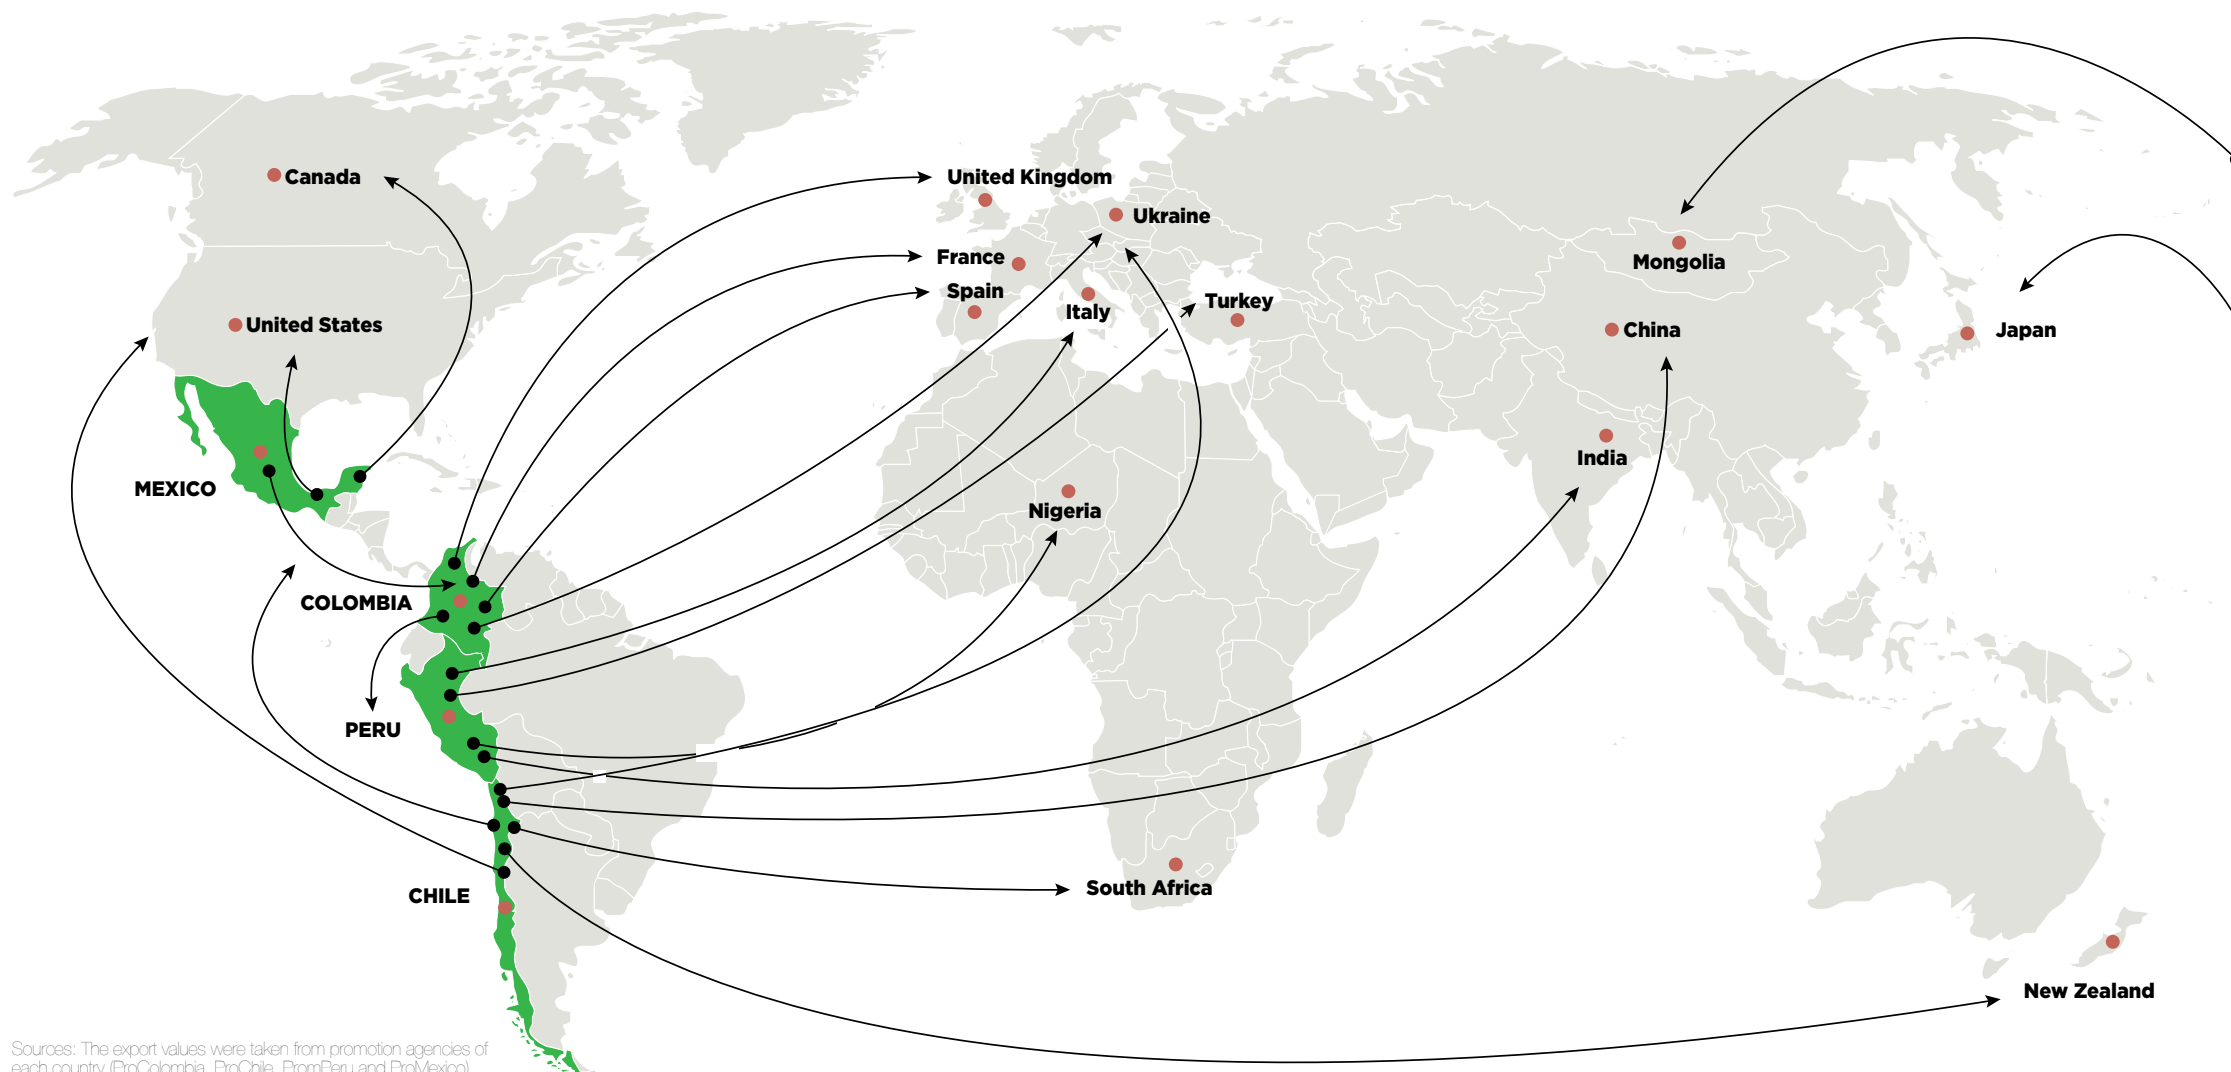 Canada
United Kingdom
Ukraine
France
Spain
Italy
Turkey
Mongolia
United States
China
Japan
India
MEXICO
Nigeria
COLOMBIA
PERU
South Africa
CHILE
New Zealand
Sources: The export values were taken from promotion agencies of
each country (ProColombia, ProChile, PromPeru and ProMexico)